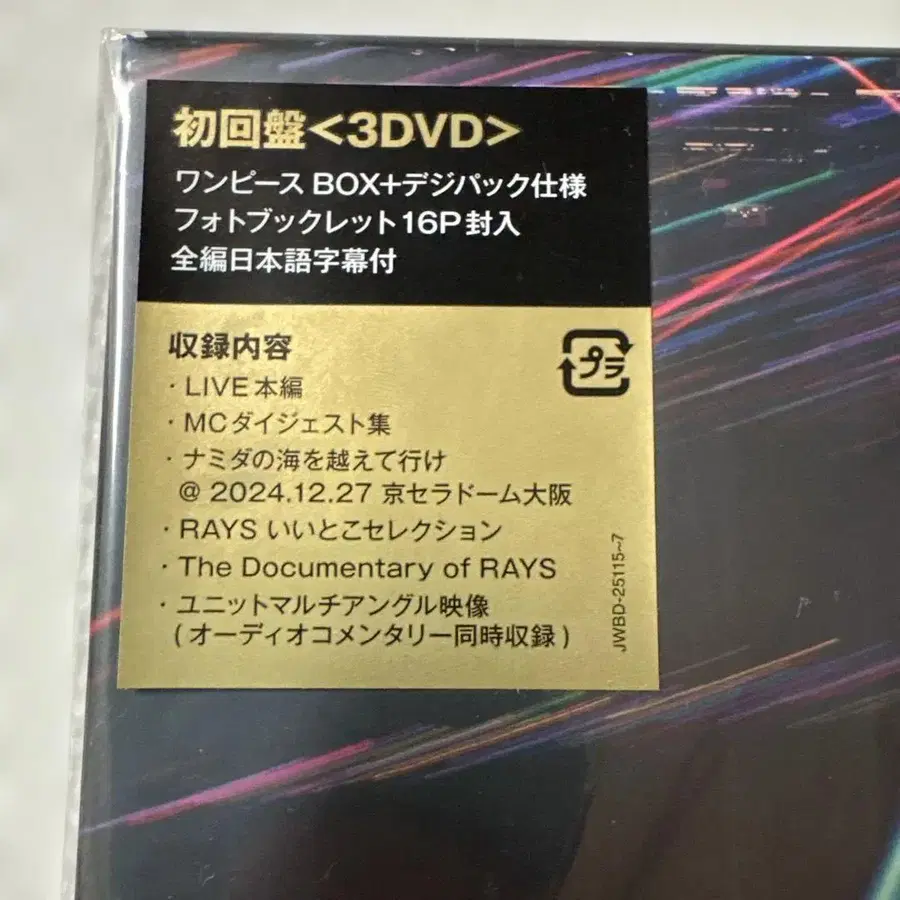 初回盤<3DVD>
ワンピース BOX+デジパック仕様
フォトブックレット16P封入
全編日本語字幕付
収録内容
プラ
・LIVE本編
・MCダイジェスト集
・ナミダの海を越えて行け
@ 2024.12.27 京セラドーム大阪
・RAYS いいとこセレクション
・The Documentary of RAYS
・ユニットマルチアングル映像
(オーディオコメンタリー同時収録)
JWBD-25115~7